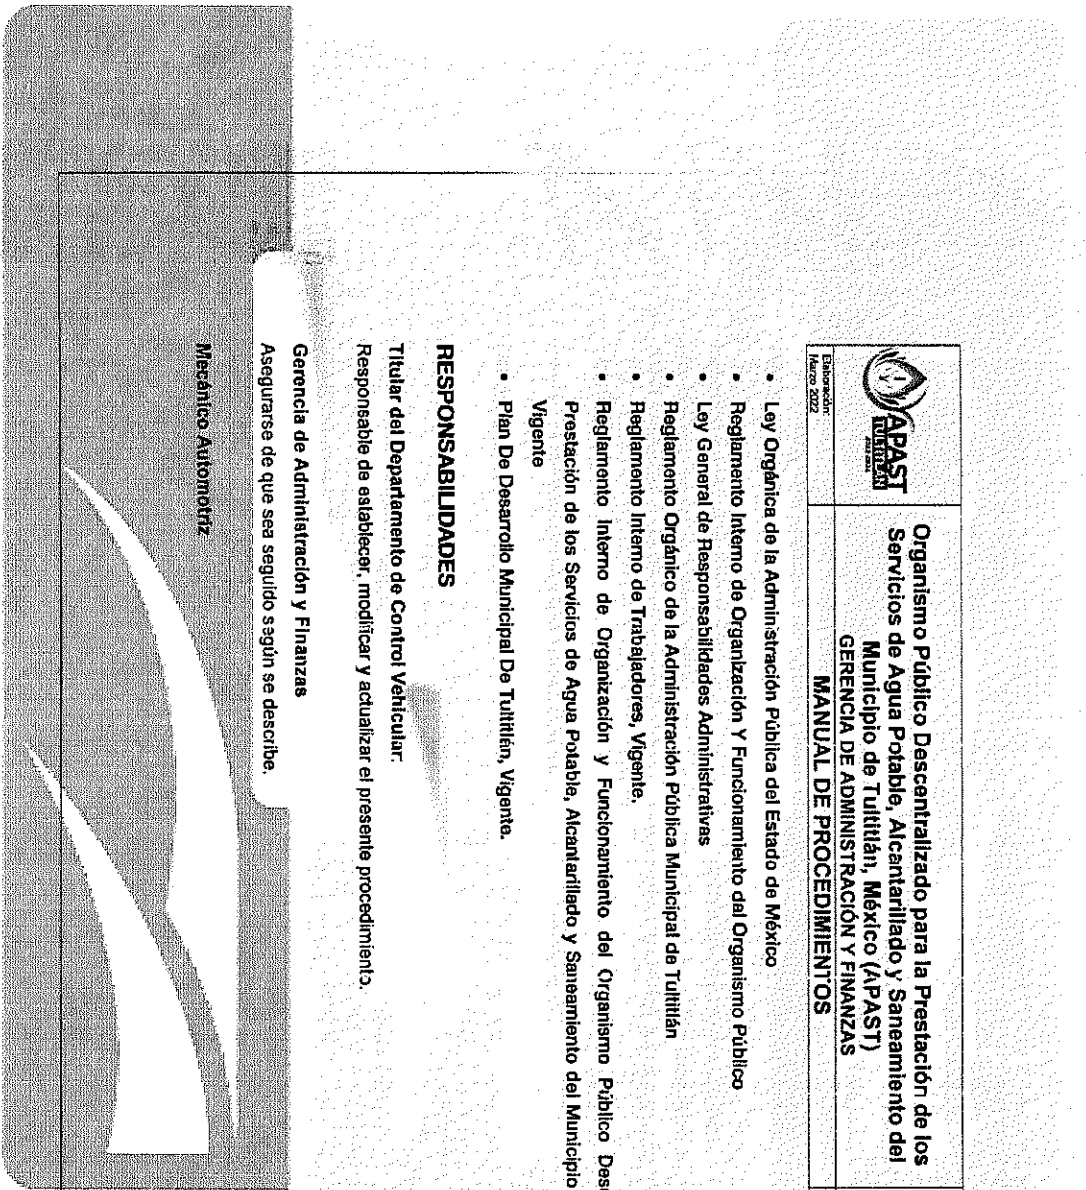 APAST
TULTITLÁN
Organismo Público Descentralizado para la Prestación de los
Servicios de Agua Potable, Alcantarillado y Saneamiento del
Municipio de Tultitlán, México (APAST)
GERENCIA DE ADMINISTRACIÓN Y FINANZAS
Elaboración:
Marzo 2022
MANUAL DE PROCEDIMIENTOS
• Ley Orgánica de la Administración Pública del Estado de México
• Reglamento Interno de Organización Y Funcionamiento del Organismo Público
• Ley General de Responsabilidades Administrativas
• Reglamento Orgánico de la Administración Pública Municipal de Tultitlán
• Reglamento Interno de Trabajadores, Vigente.
• Reglamento Interno de Organización y Funcionamiento del Organismo Público
Prestación de los Servicios de Agua Potable, Alcantarillado y Saneamiento del Municipio
Vigente
• Plan De Desarrollo Municipal De Tultitlán, Vigente.
RESPONSABILIDADES
Titular del Departamento de Control Vehicular:
Responsable de establecer, modificar y actualizar el presente procedimiento.
Gerencia de Administración y Finanzas
Asegurarse de que sea seguido según se describe.
Mecánico Automotriz